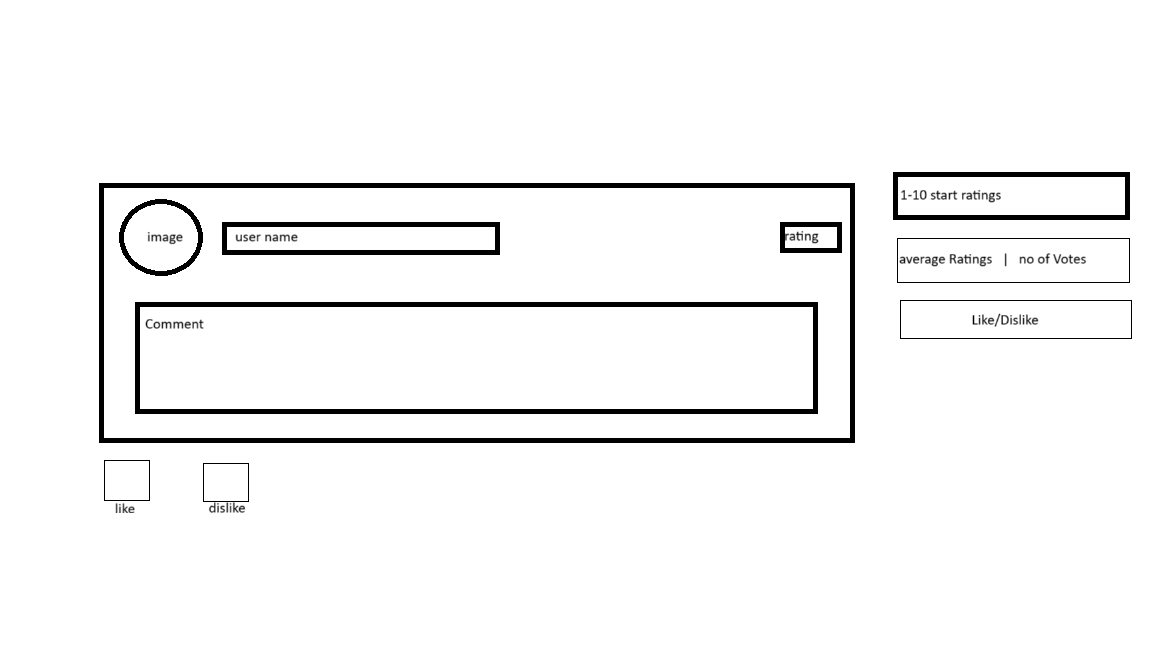 image
user name
rating
Comment
like
dislike
1-10 start ratings
average Ratings | no of Votes
Like/Dislike